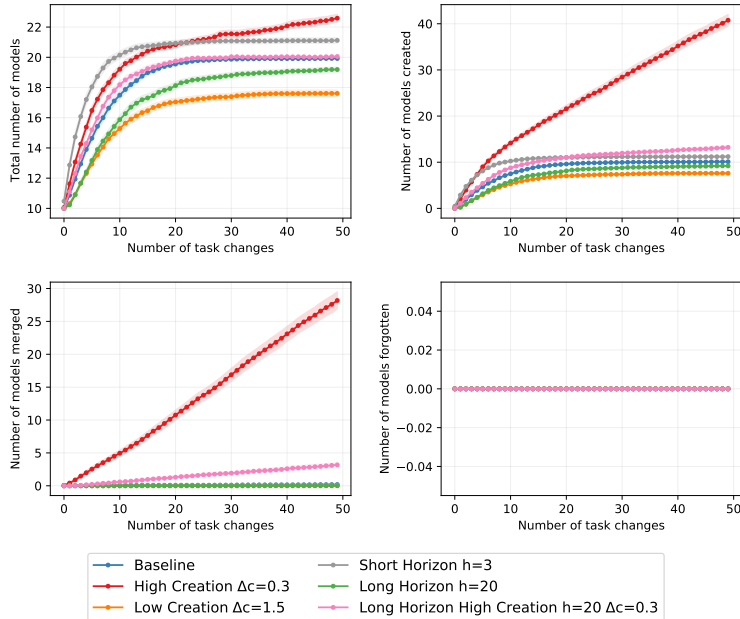 22
20
18
16
14
12
10
Total number of models
0 10 20 30 40 50
Number of task changes
40
30
20
10
0
Number of models created
0 10 20 30 40 50
Number of task changes
30
25
20
15
10
5
0
Number of models merged
0 10 20 30 40 50
Number of task changes
0.04
0.02
0.00
−0.02
−0.04
Number of models forgotten
0 10 20 30 40 50
Number of task changes
Baseline
High Creation Δc=0.3
Low Creation Δc=1.5
Short Horizon h=3
Long Horizon h=20
Long Horizon High Creation h=20 Δc=0.3